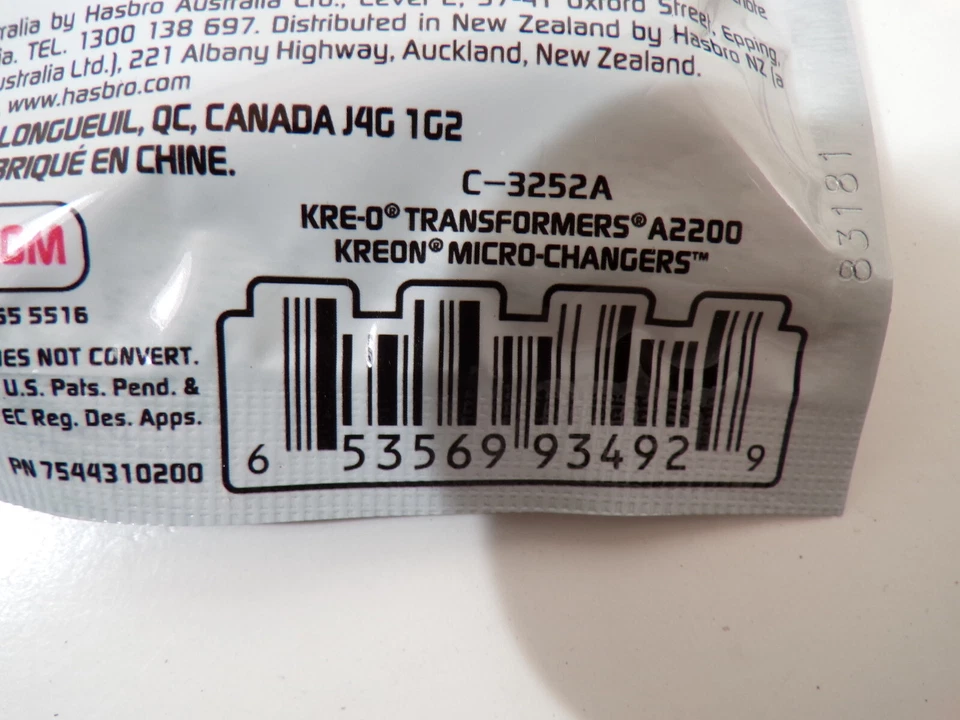 ralia by Hasbro Australia Ltd., Level 2, 37-41 Oxford Street, Epping,
ia. TEL. 1300 138 697. Distributed in New Zealand by Hasbro NZ (a
ustralia Ltd.), 221 Albany Highway, Auckland, New Zealand.
www.hasbro.com
LONGUEUIL, QC, CANADA J4G 1G2
BRIQUÉ EN CHINE.
C-3252A
KRE-O® TRANSFORMERS® A2200
KREON® MICRO-CHANGERS™
OM
55 5516
IES NOT CONVERT.
U.S. Pats. Pend. &
EC Reg. Des. Apps.
PN 7544310200
6 53569 93492 9
83181